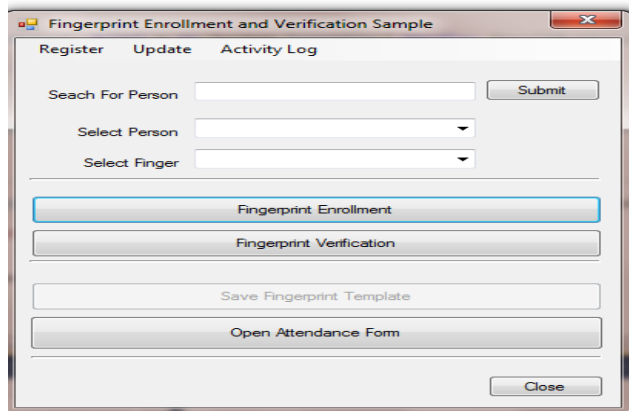 Fingerprint Enrollment and Verification Sample
Register Update Activity Log
Seach For Person Submit
Select Person
Select Finger
Fingerprint Enrollment
Fingerprint Verification
Save Fingerprint Template
Open Attendance Form
Close